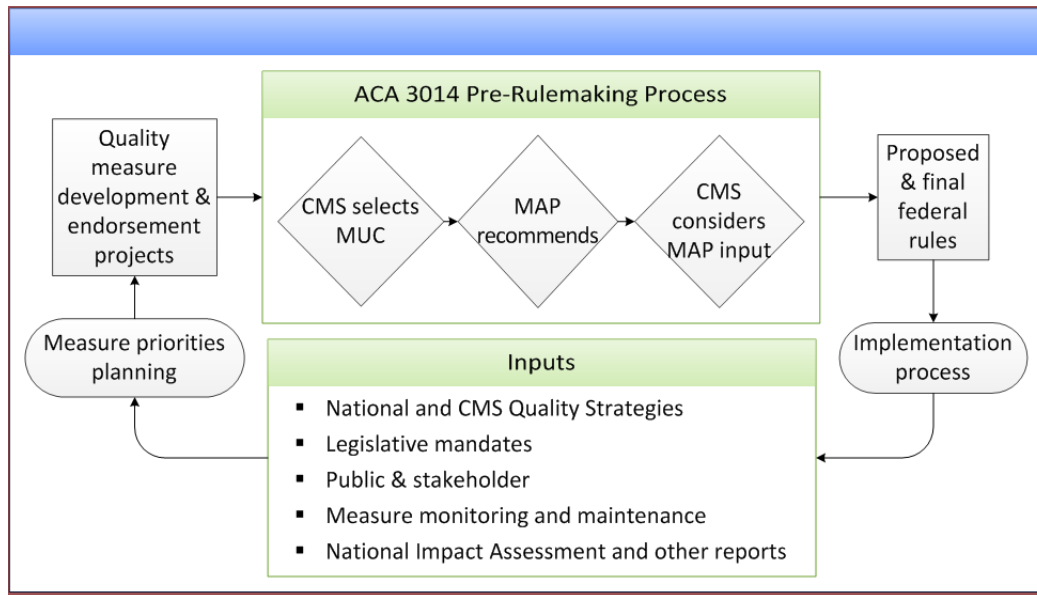 ACA 3014 Pre-Rulemaking Process
Quality
measure
development &
endorsement
projects
CMS selects
MUC
MAP
recommends
CMS
considers
MAP input
Proposed
& final
federal
rules
Measure priorities
planning
Implementation
process
Inputs
▪ National and CMS Quality Strategies
▪ Legislative mandates
▪ Public & stakeholder
▪ Measure monitoring and maintenance
▪ National Impact Assessment and other reports